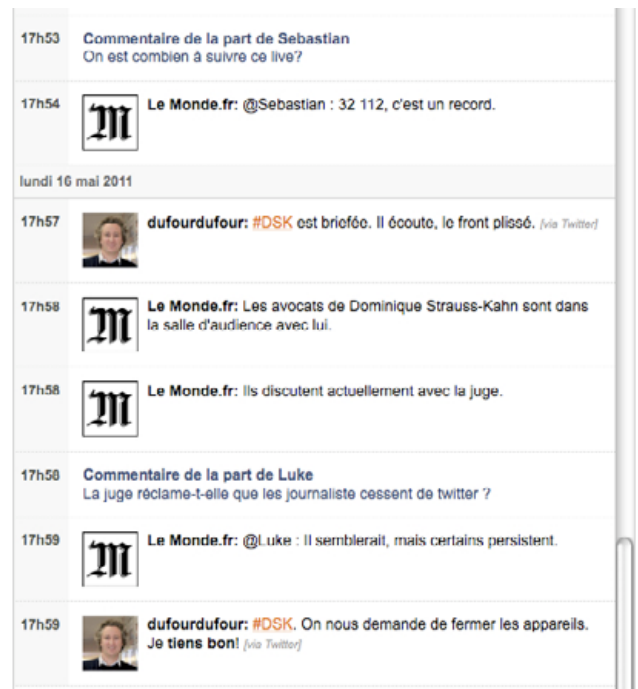 17h53
Commentaire de la part de Sebastian
On est combien à suivre ce live?
17h54
Le Monde.fr: @Sebastian : 32 112, c'est un record.
lundi 16 mai 2011
17h57
dufourdufour: #DSK est briefée. Il écoute, le front plissé. [via Twitter]
17h58
Le Monde.fr: Les avocats de Dominique Strauss-Kahn sont dans
la salle d'audience avec lui.
17h58
Le Monde.fr: Ils discutent actuellement avec la juge.
17h58
Commentaire de la part de Luke
La juge réclame-t-elle que les journaliste cessent de twitter ?
17h59
Le Monde.fr: @Luke : Il semblerait, mais certains persistent.
17h59
dufourdufour: #DSK. On nous demande de fermer les appareils.
Je tiens bon! [via Twitter]